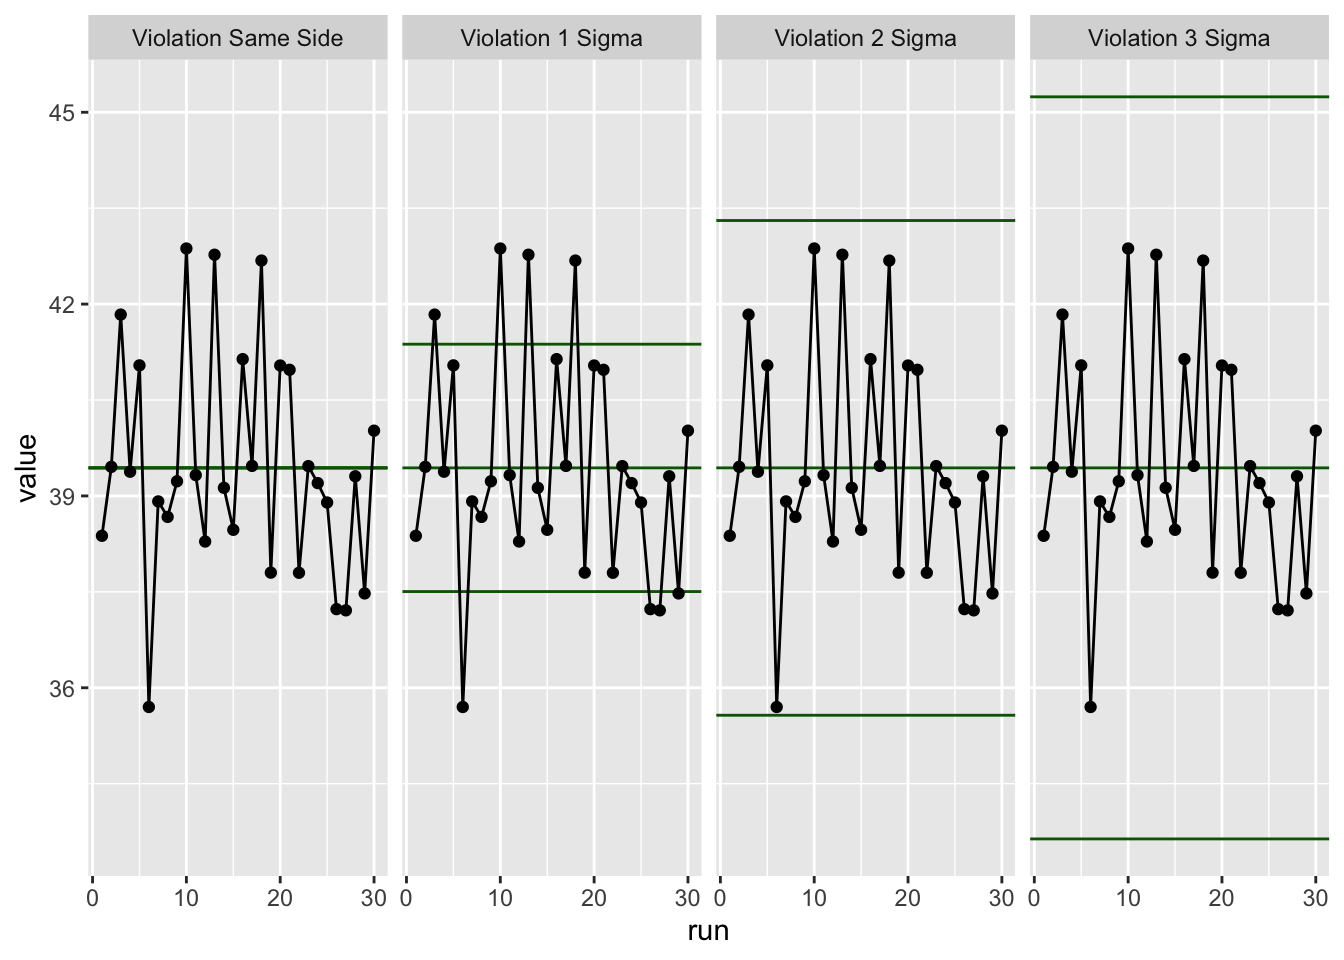 Violation Same Side
Violation 1 Sigma
Violation 2 Sigma
Violation 3 Sigma
45
42
39
36
value
0 10 20 30
0 10 20 30
0 10 20 30
0 10 20 30
run